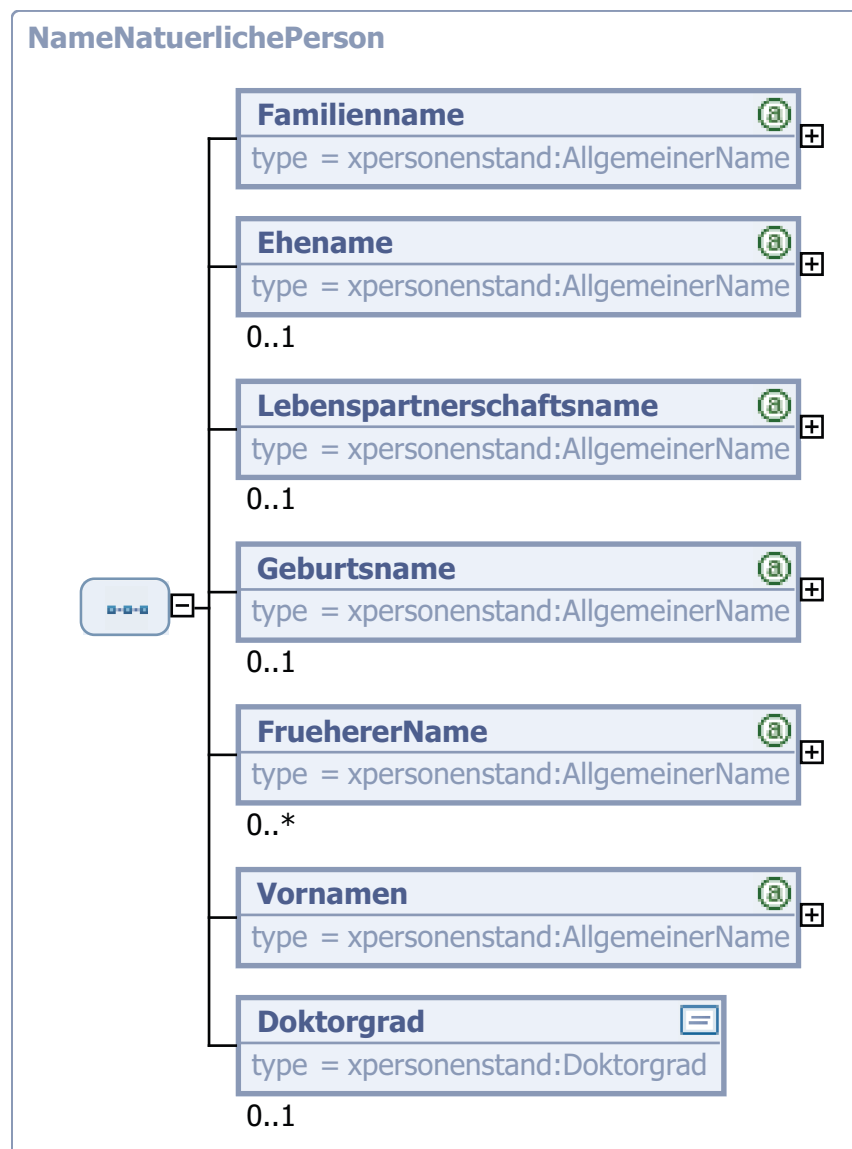 NameNatuerlichePerson
Familienname
type = xpersonenstand:AllgemeinerName
Ehename
type = xpersonenstand:AllgemeinerName
0..1
Lebenspartnerschaftsname
type = xpersonenstand:AllgemeinerName
0..1
Geburtsname
type = xpersonenstand:AllgemeinerName
0..1
FruehererName
type = xpersonenstand:AllgemeinerName
0..*
Vornamen
type = xpersonenstand:AllgemeinerName
Doktorgrad
type = xpersonenstand:Doktorgrad
0..1